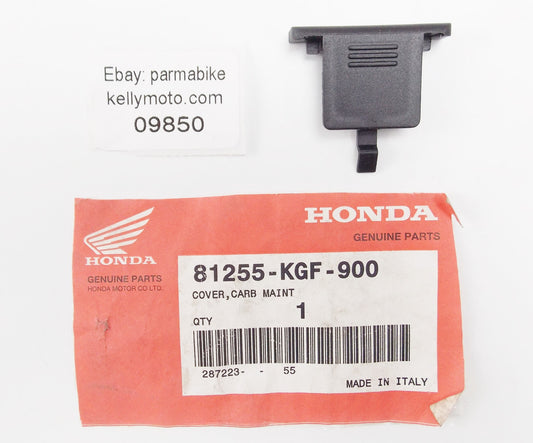 Ebay: parmabike
kellymoto.com
09850
HONDA
GENUINE PARTS
HONDA MOTOR CO.LTD.
HONDA
GENUINE PARTS
81255-KGF-900
COVER,CARB MAINT
QTY 1
287223- - 55
MADE IN ITALY